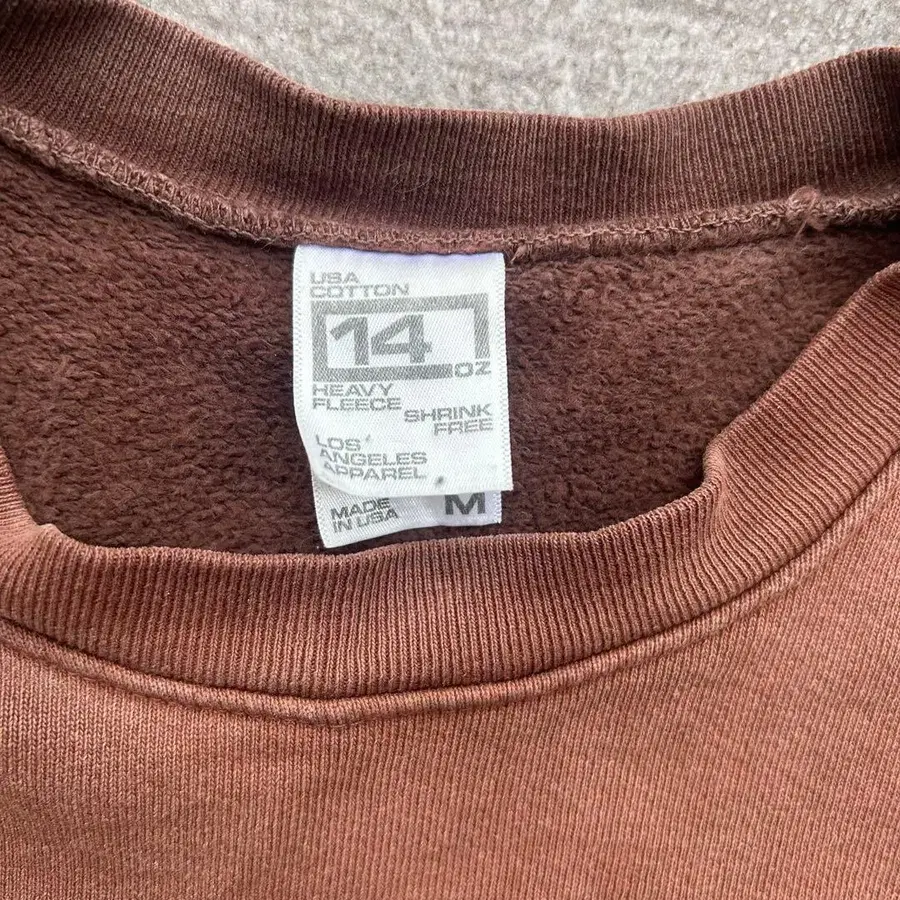 USA
COTTON
14
OZ
HEAVY
FLEECE
SHRINK
FREE
LOS
ANGELES
APPAREL
MADE
IN USA
M